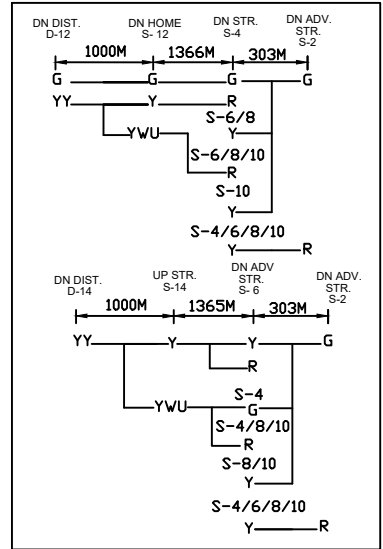 DN DIST. DN HOME DN STR. DN ADV.
D-12 S- 12 S-4 STR.
S-2
1000M 1366M 303M
G G G G
YY Y R
S-6/8
YWU Y
S-6/8/10
R
S-10
Y
S-4/6/8/10
Y R
DN DIST. UP STR. DN ADV DN ADV.
D-14 S-14 STR. STR.
S- 6 S-2
1000M 1365M 303M
YY Y Y G
R
S-4
YWU G
S-4/8/10
R
S-8/10
Y
S-4/6/8/10
Y R